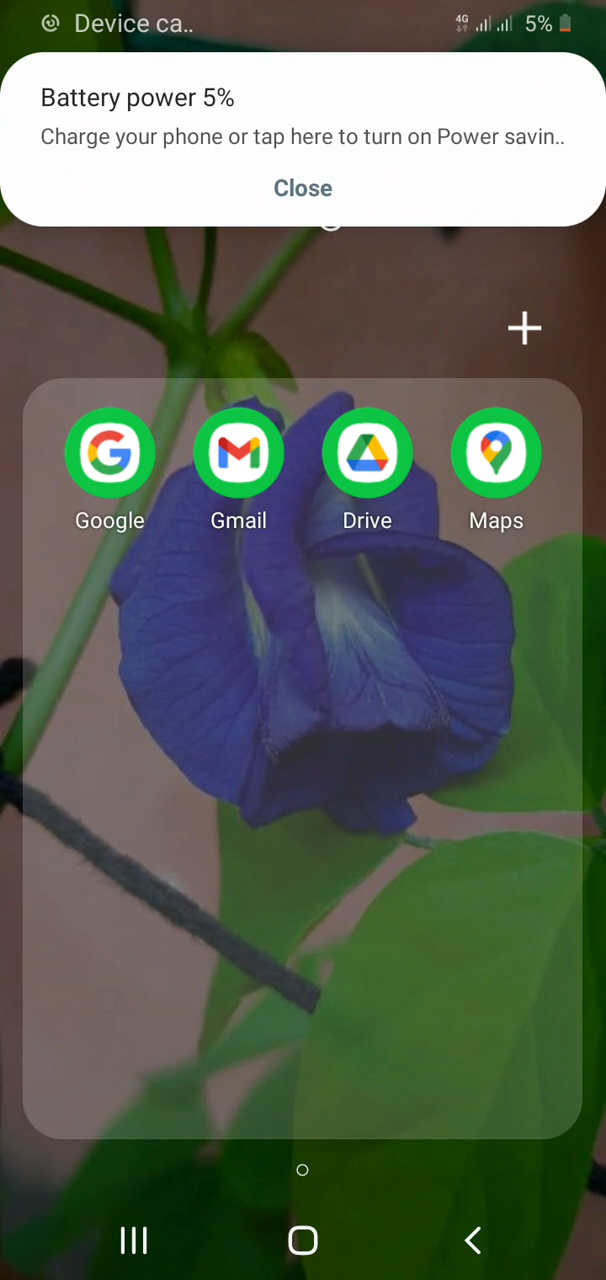 Device ca..
4G
5%
Battery power 5%
Charge your phone or tap here to turn on Power savin..
Close
Google
Gmail
Drive
Maps